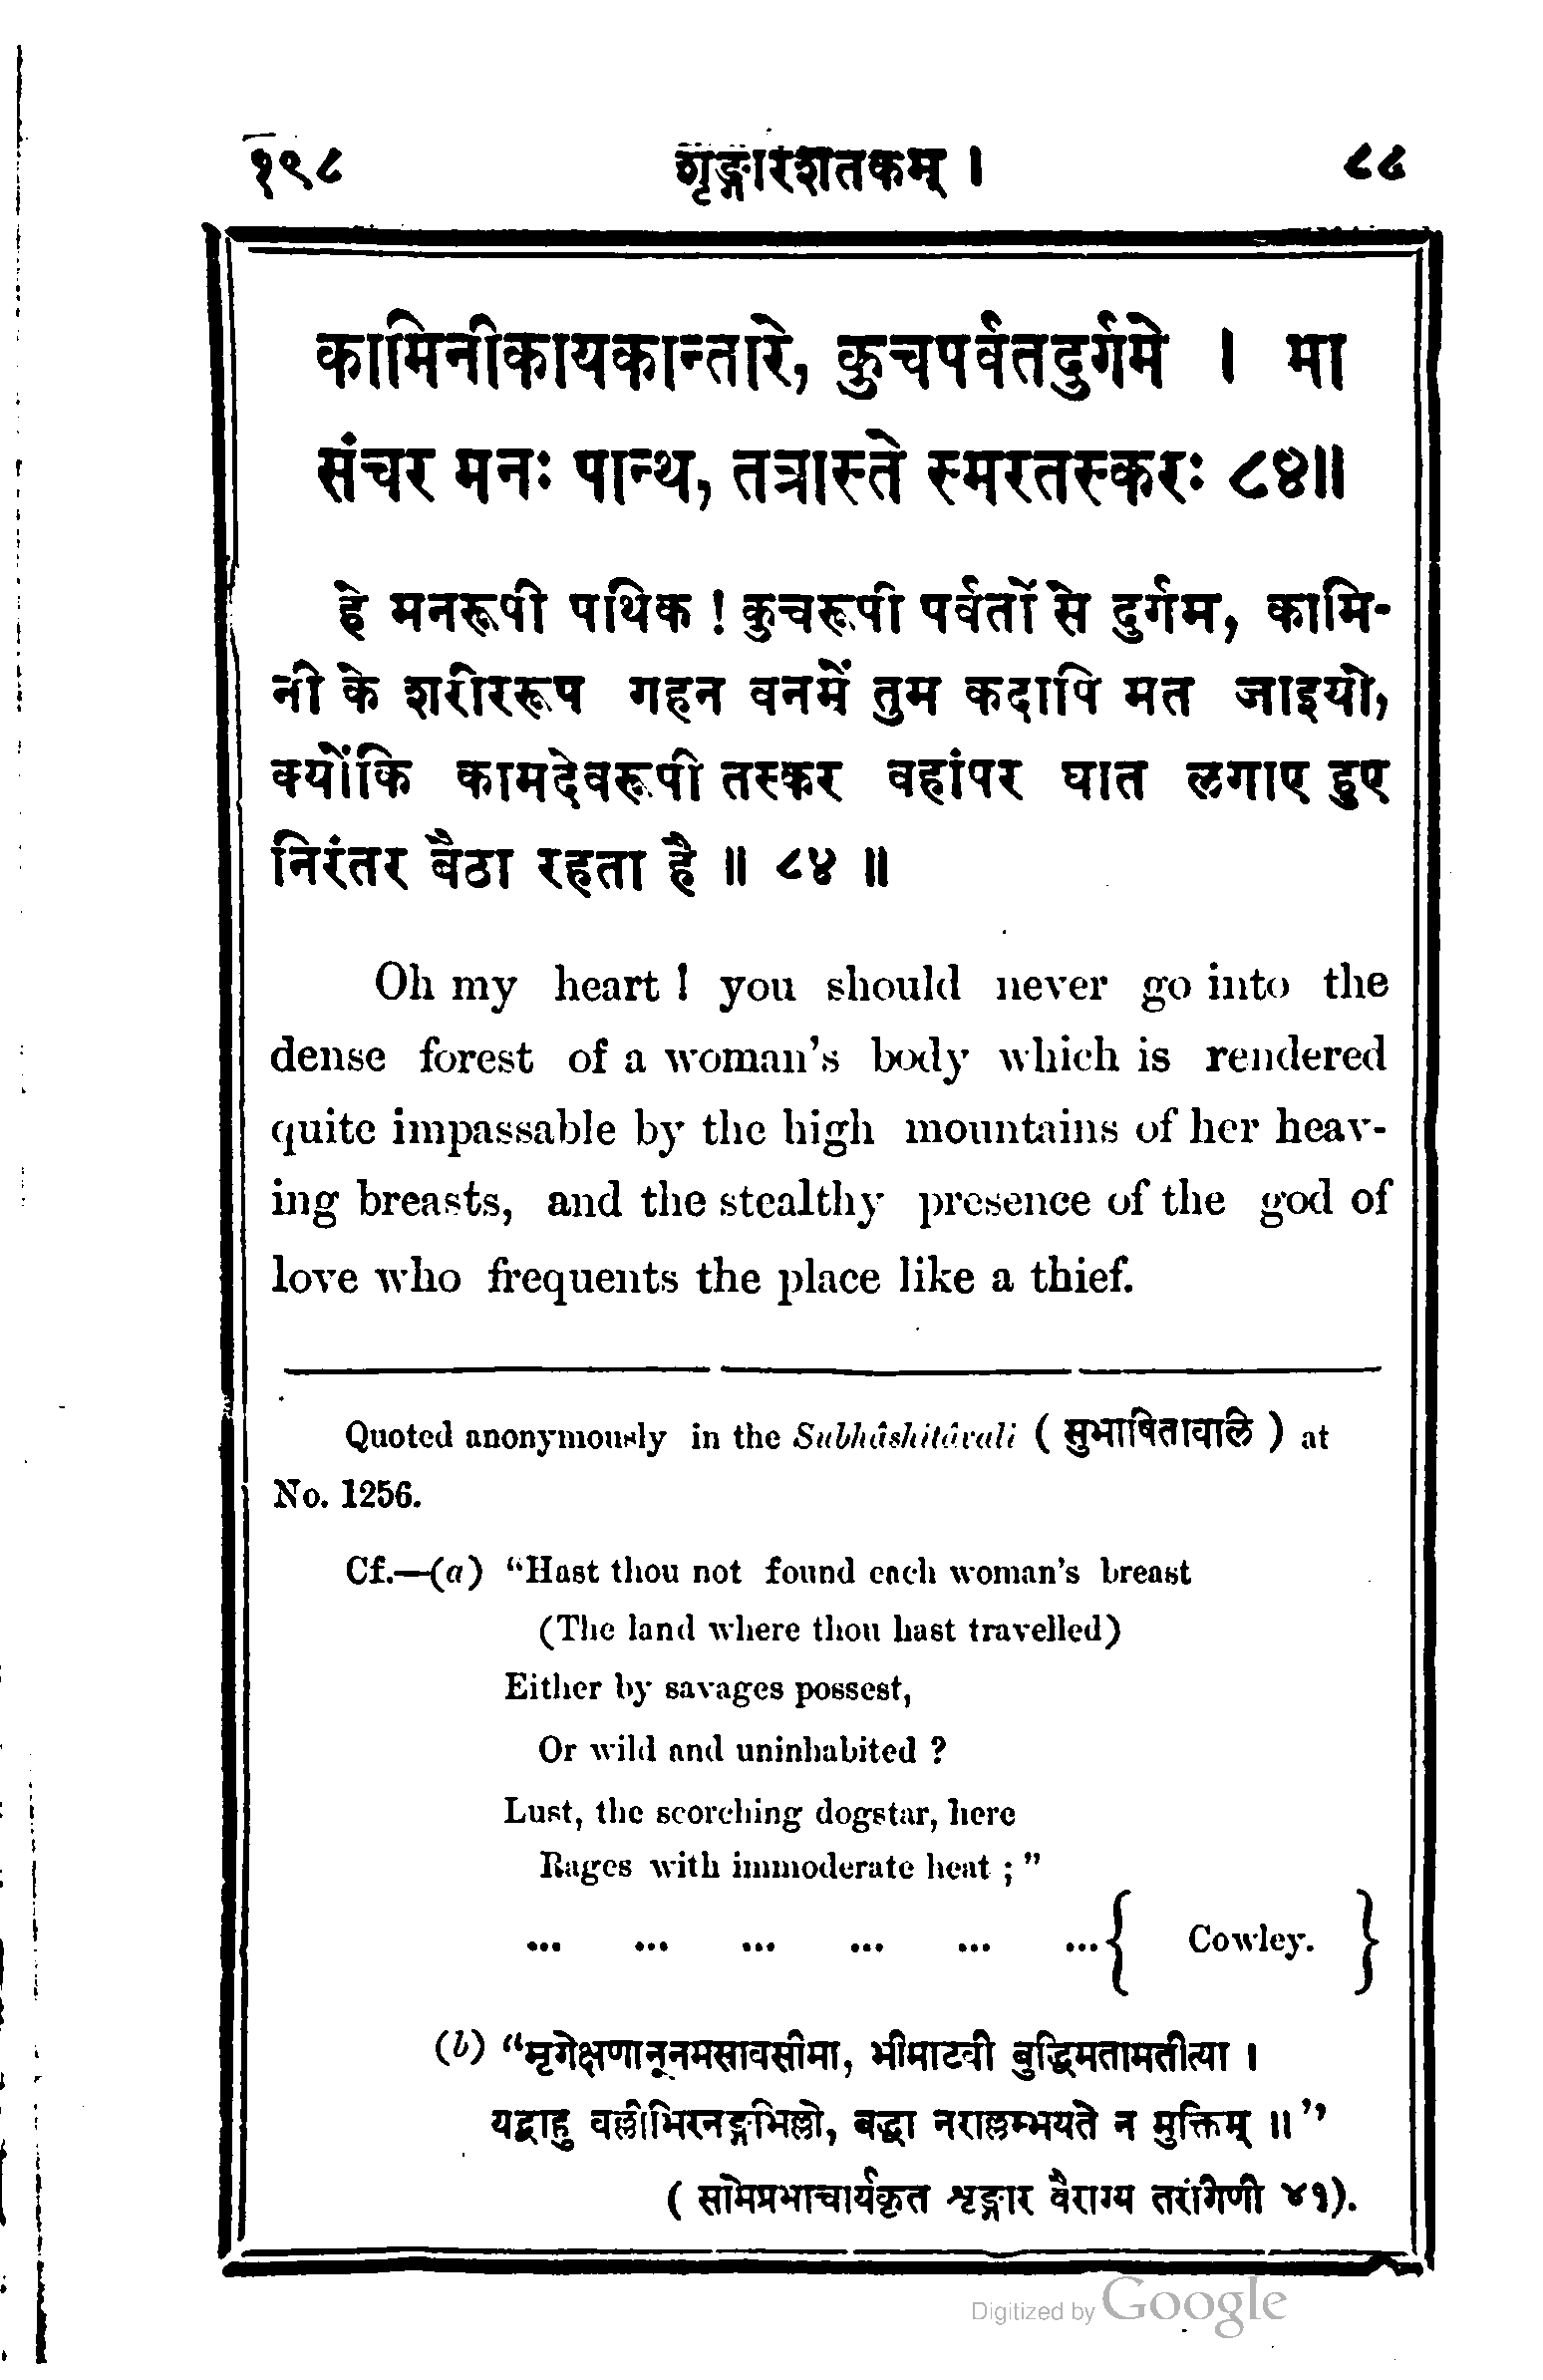 १९८ शृङ्गारशतकम् । ८८
कामिनीकायकान्तारे, कुचपर्वतदुर्गमे । मा
संचर मनः पान्थ, तत्रास्ते स्मरतस्करः ८४॥
हे मनरूपी पथिक ! कुचरूपी पर्वतों से दुर्गम, कामि-
नी के शरीररूप गहन वनमें तुम कदापि मत जाइयो,
क्योंकि कामदेवरूपी तस्कर वहांपर घात लगाए हुए
निरंतर बैठा रहता है ॥ ८४ ॥
Oh my heart ! you should never go into the
dense forest of a woman's body which is rendered
quite impassable by the high mountains of her heav-
ing breasts, and the stealthy presence of the god of
love who frequents the place like a thief.
Quoted anonymously in the Subhâshitâvali ( सुभाषितावलि ) at
No. 1256.
Cf.—(a) “Hast thou not found each woman's breast
(The land where thou hast travelled)
Either by savages possest,
Or wild and uninhabited ?
Lust, the scorching dogstar, here
Rages with immoderate heat ; ”
... ... ... ... ... ...{ Cowley. }
(b) “मृगेक्षणानूनमसावसीमा, भीमाटवी बुद्धिमतामतीत्या ।
यद्बाहु वल्लीभिरनङ्गभिल्लो, बद्धा नराल्लम्भयते न मुक्तिम् ॥”
( सोमप्रभाचार्यकृत शृङ्गार वैराग्य तरंगिणी ४१).
Digitized by Google